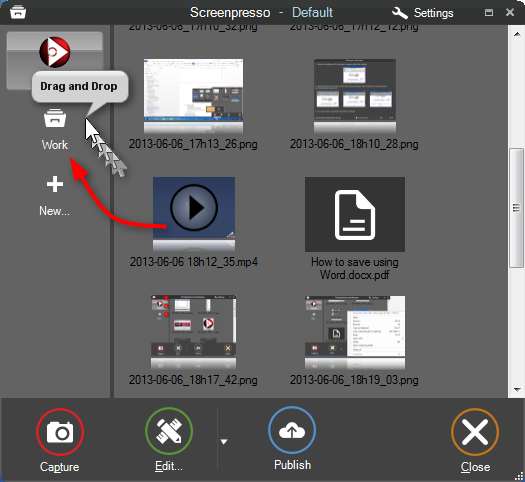 Screenpresso - Default
Settings
Drag and Drop
Work
New...
2013-06-06_17h13_26.png
2013-06-06_18h10_28.png
2013-06-06 18h12_35.mp4
How to save using
Word.docx.pdf
2013-06-06_18h17_42.png
2013-06-06_18h19_03.png
Capture
Edit...
Publish
Close